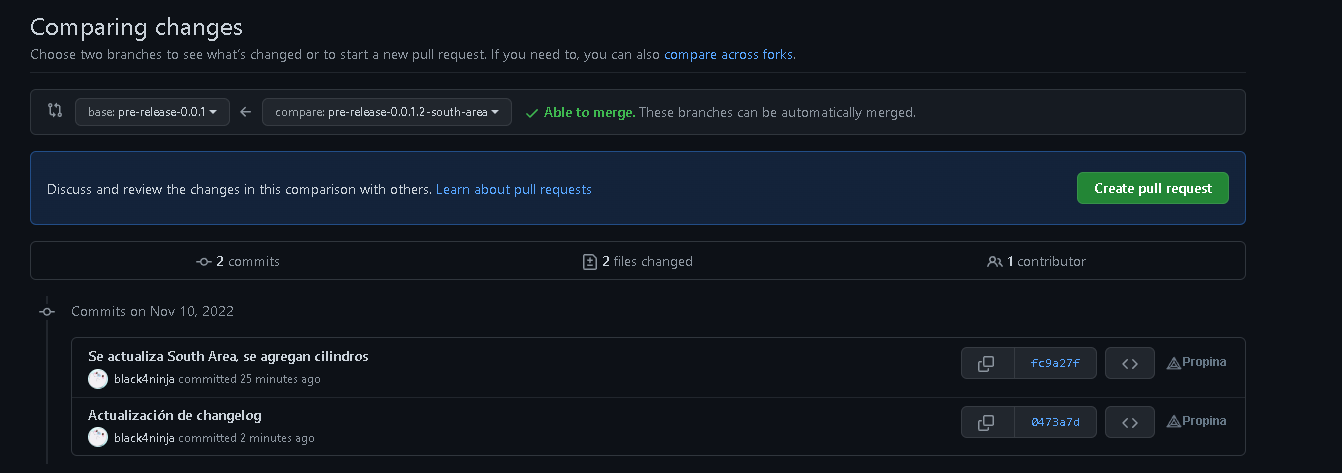 Comparing changes
Choose two branches to see what's changed or to start a new pull request. If you need to, you can also compare across forks.
base: pre-release-0.0.1 compare: pre-release-0.0.1.2-south-area Able to merge. These branches can be automatically merged.
Discuss and review the changes in this comparison with others. Learn about pull requests Create pull request
2 commits 2 files changed 1 contributor
Commits on Nov 10, 2022
Se actualiza South Area, se agregan cilindros
black4ninja committed 25 minutes ago fc9a27f <> Propina
Actualización de changelog
black4ninja committed 2 minutes ago 0473a7d <> Propina